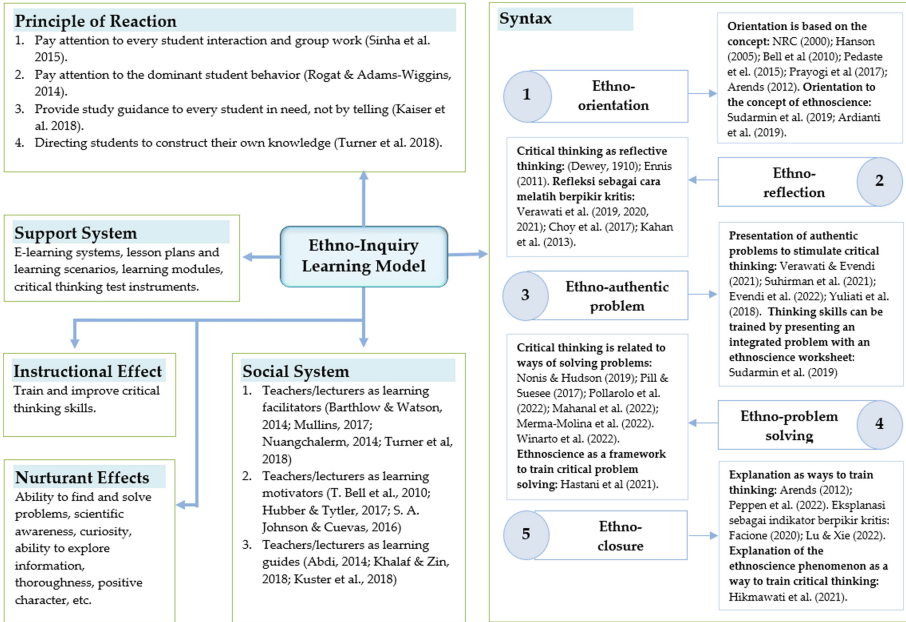 Principle of Reaction
1. Pay attention to every student interaction and group work (Sinha et al.
2015).
2. Pay attention to the dominant student behavior (Rogat & Adams-Wiggins,
2014).
3. Provide study guidance to every student in need, not by telling (Kaiser et
al. 2018).
4. Directing students to construct their own knowledge (Turner et al. 2018).
Support System
E-learning systems, lesson plans and
learning scenarios, learning modules,
critical thinking test instruments.
Ethno-Inquiry
Learning Model
Instructional Effect
Train and improve critical
thinking skills.
Nurturant Effects
Ability to find and solve
problems, scientific
awareness, curiosity,
ability to explore
information,
thoroughness, positive
character, etc.
Social System
1. Teachers/lecturers as learning
facilitators (Barthlow & Watson,
2014; Mullins, 2017;
Nuangchalerm, 2014; Turner et al,
2018)
2. Teachers/lecturers as learning
motivators (T. Bell et al., 2010;
Hubber & Tytler, 2017; S. A.
Johnson & Cuevas, 2016)
3. Teachers/lecturers as learning
guides (Abdi, 2014; Khalaf & Zin,
2018; Kuster et al., 2018)
Syntax
1
Ethno-
orientation
Orientation is based on the
concept: NRC (2000); Hanson
(2005); Bell et al (2010); Pedaste
et el. (2015); Prayogi et al (2017);
Arends (2012). Orientation to
the concept of ethnoscience:
Sudarmin et al. (2019; Ardianti
et al. (2019).
Critical thinking as reflective
thinking: (Dewey, 1910); Ennis
(2011). Refleksi sebagai cara
melatih berpikir kritis:
Verawati et al. (2019, 2020,
2021); Choy et al. (2017); Kahan
et al. (2013).
Ethno-
reflection
2
3
Ethno-authentic
problem
Presentation of authentic
problems to stimulate critical
thinking: Verawati & Evendi
(2021); Suhirman et al. (2021);
Evendi et al. (2022); Yuliati et al.
(2018). Thinking skills can be
trained by presenting an
integrated problem with an
ethnoscience worksheet:
Sudarmin et al. (2019)
Critical thinking is related to
ways of solving problems:
Nonis & Hudson (2019); Pill &
Suesee (2017); Pollarolo et al.
(2022); Mahanal et al. (2022);
Merma-Molina et al. (2022).
Winarto et al. (2022).
Ethnoscience as a framework
to train critical problem
solving: Hastani et al (2021).
Ethno-problem
solving
4
5
Ethno-
closure
Explanation as ways to train
thinking: Arends (2012);
Peppen et al. (2022). Eksplanasi
sebagai indikator berpikir kritis:
Facione (2020); Lu & Xie (2022).
Explanation of the
ethnoscience phenomenon as a
way to train critical thinking:
Hikmawati et al. (2021).